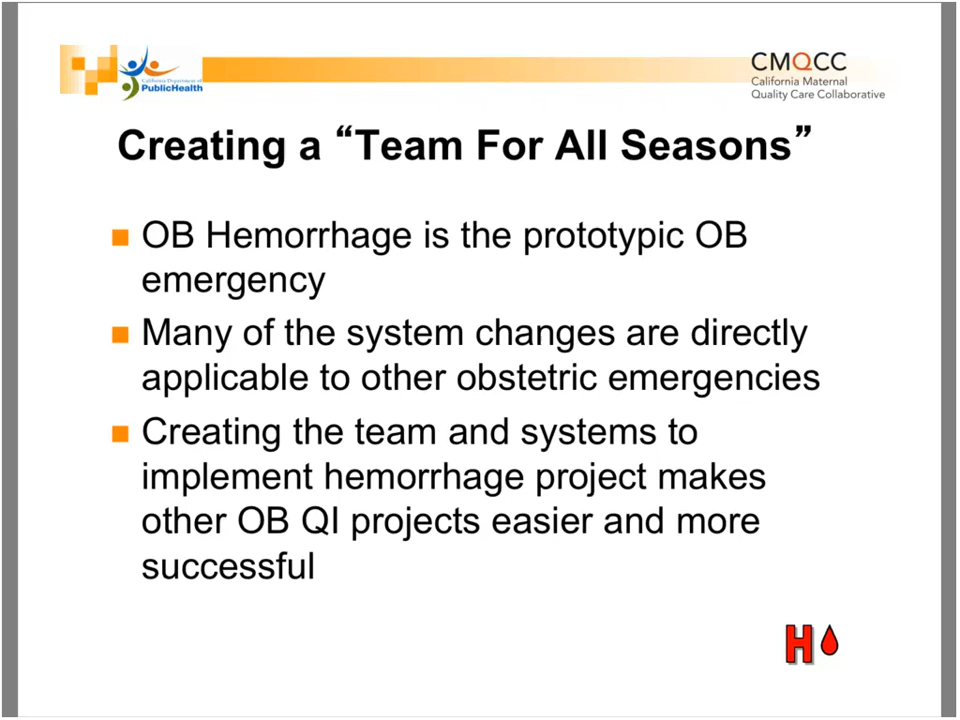 California Department of
PublicHealth
CMQCC
California Maternal
Quality Care Collaborative
Creating a “Team For All Seasons”
OB Hemorrhage is the prototypic OB
emergency
Many of the system changes are directly
applicable to other obstetric emergencies
Creating the team and systems to
implement hemorrhage project makes
other OB QI projects easier and more
successful
H